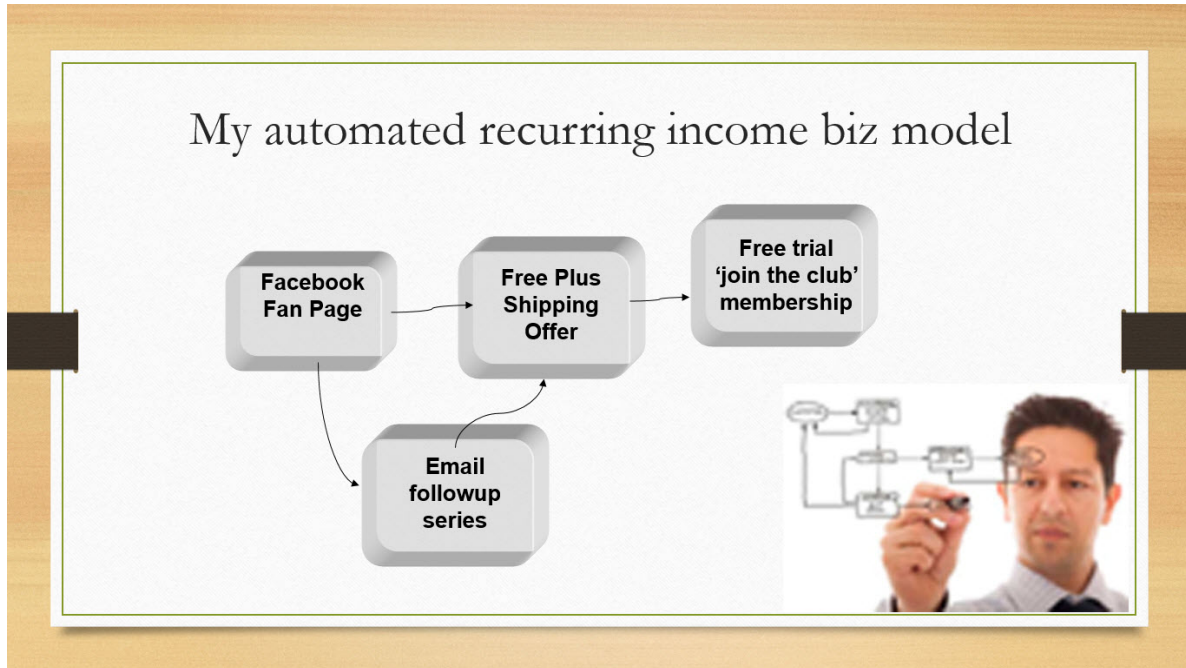 My automated recurring income biz model
Facebook
Fan Page
Free Plus
Shipping
Offer
Free trial
‘join the club’
membership
Email
followup
series